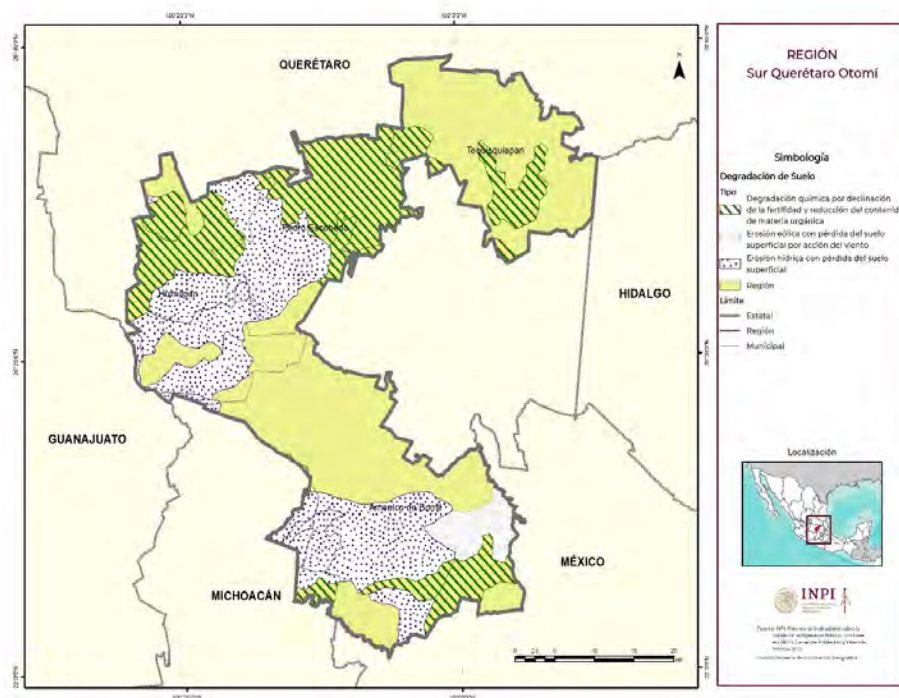 QUERÉTARO
Tequisquiapan
Pedro Escobedo
Huimilpan
HIDALGO
GUANAJUATO
Amealco de Bonfil
MICHOACÁN
MÉXICO
REGIÓN
Sur Querétaro Otomí
Simbología
Degradación de Suelo
Tipo
Degradación química por declinación
de la fertilidad y reducción del contenido
de materia orgánica
Erosión eólica con pérdida del suelo
superficial por acción del viento
Erosión hídrica con pérdida del suelo
superficial
Región
Límite
Estatal
Región
Municipal
Localización
INPI